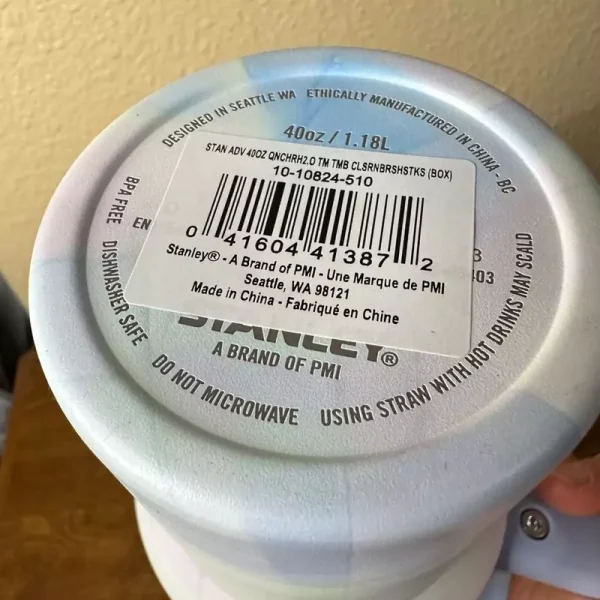 DESIGNED IN SEATTLE WA ETHICALLY MANUFACTURED IN CHINA - BC
40oz / 1.18L
STAN ADV 40OZ QNCHRH2.0 TM TMB CLSRNBRSHSTKS (BOX)
10-10824-510
0 41604 41387 2
Stanley® - A Brand of PMI - Une Marque de PMI
Seattle, WA 98121
Made in China - Fabriqué en Chine
EN
B
403
STANLEY®
A BRAND OF PMI
BPA FREE DISHWASHER SAFE DO NOT MICROWAVE USING STRAW WITH HOT DRINKS MAY SCALD